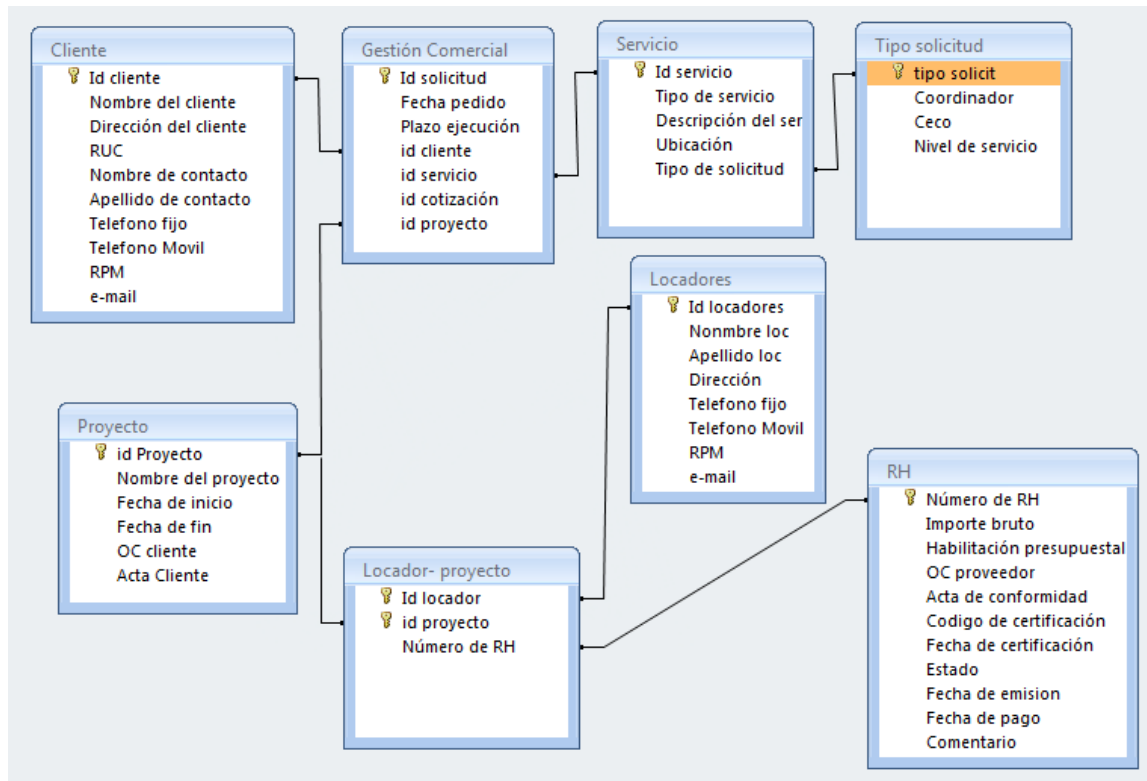 Cliente
Id cliente
Nombre del cliente
Dirección del cliente
RUC
Nombre de contacto
Apellido de contacto
Telefono fijo
Telefono Movil
RPM
e-mail
Gestión Comercial
Id solicitud
Fecha pedido
Plazo ejecución
id cliente
id servicio
id cotización
id proyecto
Servicio
Id servicio
Tipo de servicio
Descripción del ser
Ubicación
Tipo de solicitud
Tipo solicitud
tipo solicit
Coordinador
Ceco
Nivel de servicio
Locadores
Id locadores
Nonmbre loc
Apellido loc
Dirección
Telefono fijo
Telefono Movil
RPM
e-mail
Proyecto
id Proyecto
Nombre del proyecto
Fecha de inicio
Fecha de fin
OC cliente
Acta Cliente
Locador- proyecto
Id locador
id proyecto
Número de RH
RH
Número de RH
Importe bruto
Habilitación presupuestal
OC proveedor
Acta de conformidad
Codigo de certificación
Fecha de certificación
Estado
Fecha de emision
Fecha de pago
Comentario